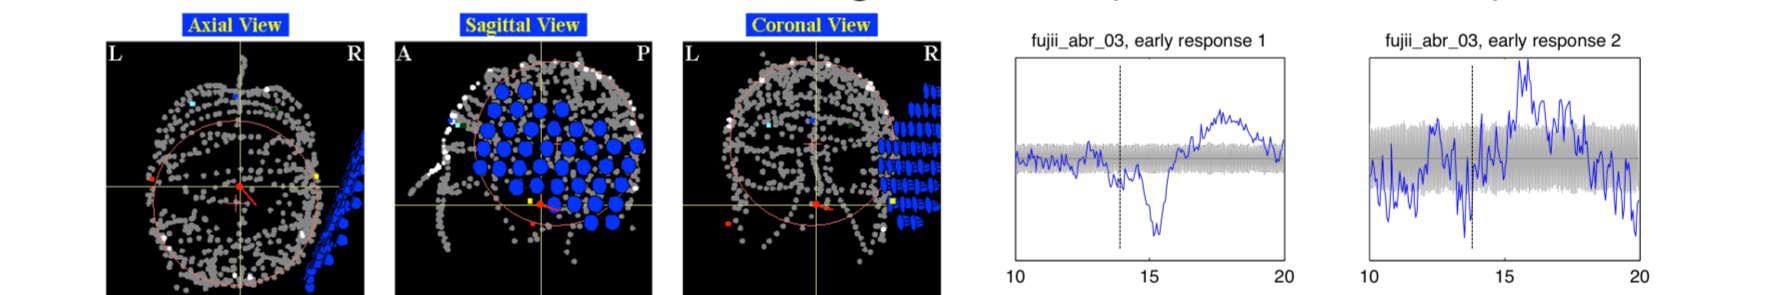 Axial View
L R
Sagittal View
A P
Coronal View
L R
fujii_abr_03, early response 1
10 15 20
fujii_abr_03, early response 2
10 15 20